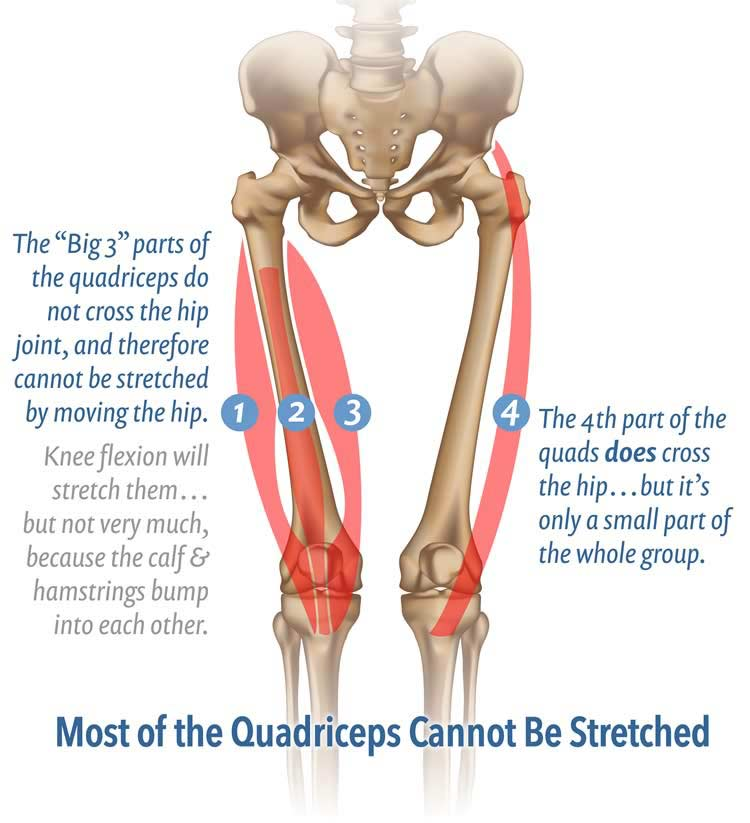 The “Big 3” parts of
the quadriceps do
not cross the hip
joint, and therefore
cannot be stretched
by moving the hip.
Knee flexion will
stretch them…
but not very much,
because the calf &
hamstrings bump
into each other.
1
2
3
4
The 4th part of the
quads does cross
the hip…but it’s
only a small part of
the whole group.
Most of the Quadriceps Cannot Be Stretched